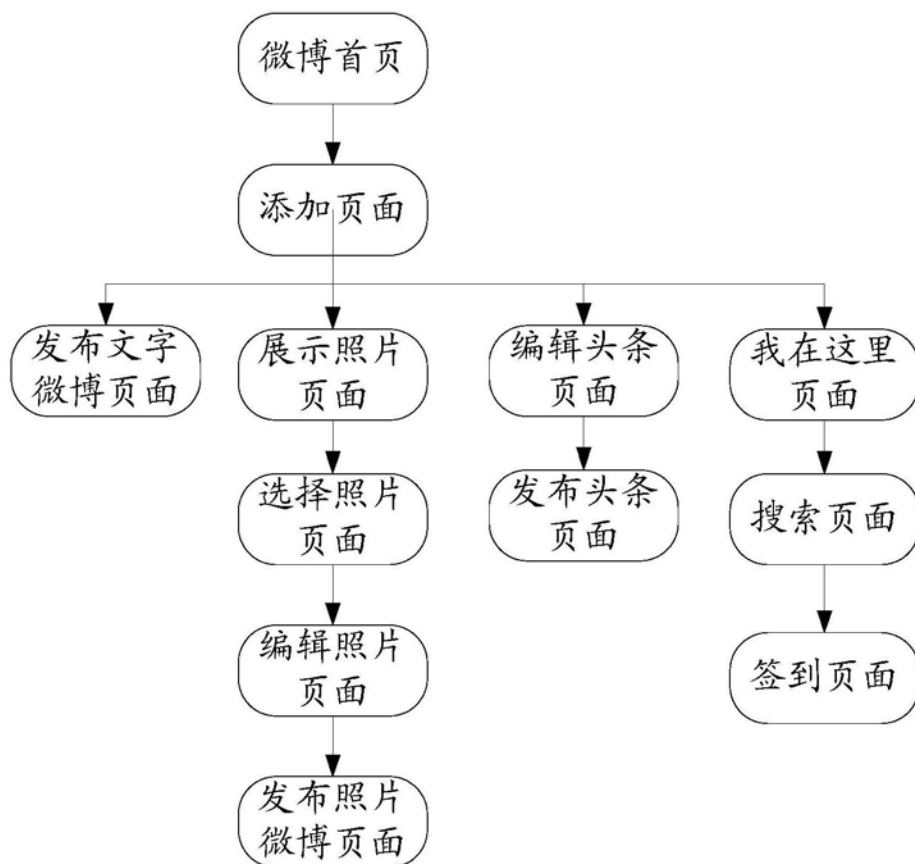 微博首页
添加页面
发布文字
微博页面
展示照片
页面
编辑头条
页面
我在这里
页面
选择照片
页面
发布头条
页面
搜索页面
编辑照片
页面
签到页面
发布照片
微博页面